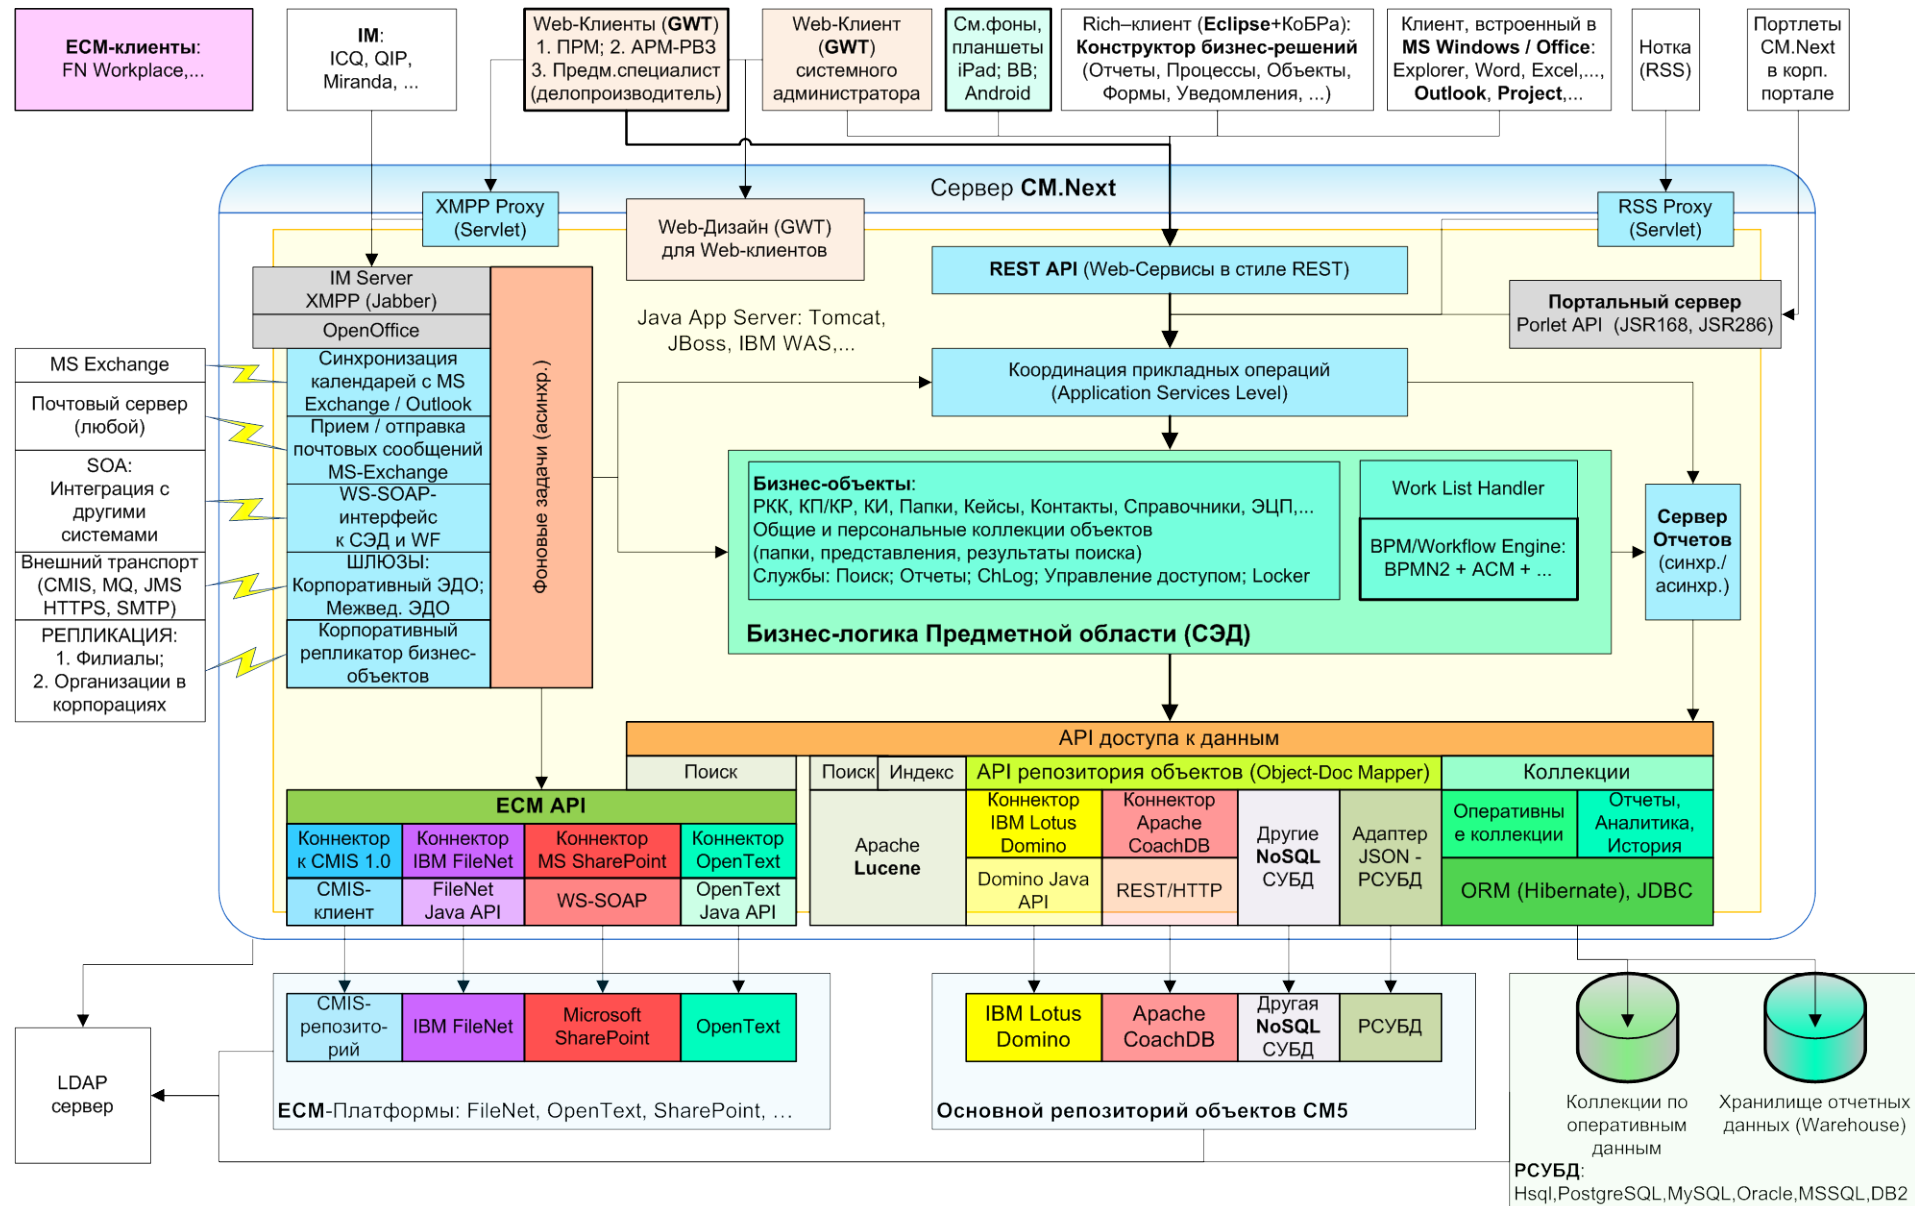 ECM-клиенты:
FN Workplace,...
IM:
ICQ, QIP,
Miranda, ...
Web-Клиенты (GWT)
1. ПРМ; 2. АРМ-РВЗ
3. Предм.специалист
(делопроизводитель)
Web-Клиент
(GWT)
системного
администратора
См.фоны,
планшеты
iPad; BB;
Android
Rich–клиент (Eclipse+КоБРа):
Конструктор бизнес-решений
(Отчеты, Процессы, Объекты,
Формы, Уведомления, ...)
Клиент, встроенный в
MS Windows / Office:
Explorer, Word, Excel,...,
Outlook, Project,...
Нотка
(RSS)
Портлеты
CM.Next
в корп.
портале
Сервер CM.Next
XMPP Proxy
(Servlet)
Web-Дизайн (GWT)
для Web-клиентов
RSS Proxy
(Servlet)
REST API (Web-Сервисы в стиле REST)
Портальный сервер
Porlet API (JSR168, JSR286)
IM Server
XMPP (Jabber)
OpenOffice
Java App Server: Tomcat,
JBoss, IBM WAS,...
MS Exchange
Почтовый сервер
(любой)
SOA:
Интеграция с
другими
системами
Внешний транспорт
(CMIS, MQ, JMS
HTTPS, SMTP)
РЕПЛИКАЦИЯ:
1. Филиалы;
2. Организации в
корпорациях
Синхронизация
календарей с MS
Exchange / Outlook
Прием / отправка
почтовых сообщений
MS-Exchange
WS-SOAP-
интерфейс
к СЭД и WF
ШЛЮЗЫ:
Корпоративный ЭДО;
Межвед. ЭДО
Корпоративный
репликатор бизнес-
объектов
Фоновые задачи (асинхр.)
Координация прикладных операций
(Application Services Level)
Бизнес-объекты:
РКК, КП/КР, КИ, Папки, Кейсы, Контакты, Справочники, ЭЦП,...
Общие и персональные коллекции объектов
(папки, представления, результаты поиска)
Службы: Поиск; Отчеты; ChLog; Управление доступом; Locker
Work List Handler
BPM/Workflow Engine:
BPMN2 + ACM + ...
Бизнес-логика Предметной области (СЭД)
Сервер
Отчетов
(синхр./
асинхр.)
API доступа к данным
Поиск
Поиск
Индекс
API репозитория объектов (Object-Doc Mapper)
Коллекции
ECM API
Коннектор
к CMIS 1.0
Коннектор
IBM FileNet
Коннектор
MS SharePoint
Коннектор
OpenText
CMIS-
клиент
FileNet
Java API
WS-SOAP
OpenText
Java API
Apache
Lucene
Коннектор
IBM Lotus
Domino
Коннектор
Apache
CoachDB
Другие
NoSQL
СУБД
Адаптер
JSON -
РСУБД
Оперативны
е коллекции
Отчеты,
Аналитика,
История
Domino Java
API
REST/HTTP
ORM (Hibernate), JDBC
CMIS-
репозито-
рий
IBM FileNet
Microsoft
SharePoint
OpenText
ECM-Платформы: FileNet, OpenText, SharePoint, ...
IBM Lotus
Domino
Apache
CoachDB
Другая
NoSQL
СУБД
РСУБД
Основной репозиторий объектов CM5
LDAP
сервер
Коллекции по
оперативным
данным
Хранилище отчетных
данных (Warehouse)
РСУБД:
Hsql,PostgreSQL,MySQL,Oracle,MSSQL,DB2